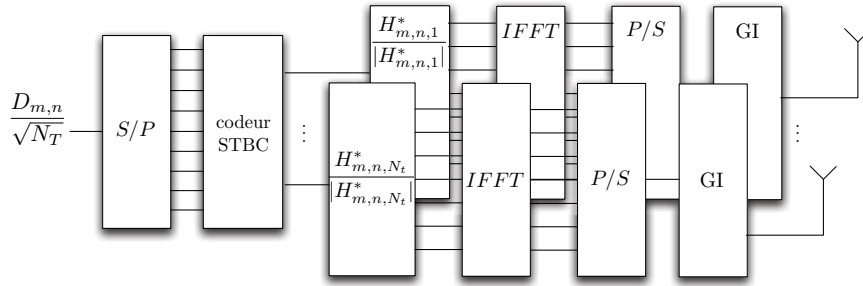 D_{m,n}
√N_T
S/P
codeur
STBC
⋮
H^*_{m,n,1}
|H^*_{m,n,1}|
IFFT
P/S
GI
H^*_{m,n,N_t}
|H^*_{m,n,N_t}|
IFFT
P/S
GI
⋮